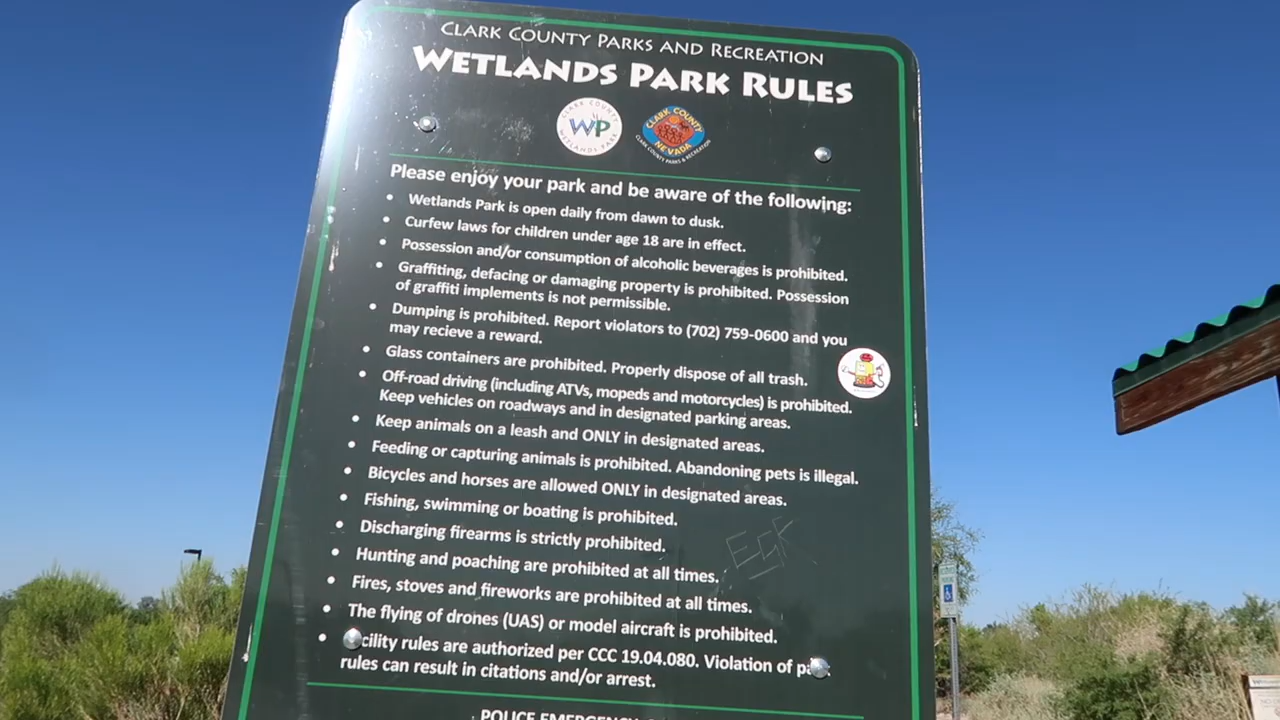 CLARK COUNTY PARKS AND RECREATION
WETLANDS PARK RULES
CLARK COUNTY
WP
WETLANDS PARK
CLARK COUNTY
NEVADA
CLARK COUNTY PARKS & RECREATION
Please enjoy your park and be aware of the following:
• Wetlands Park is open daily from dawn to dusk.
• Curfew laws for children under age 18 are in effect.
• Possession and/or consumption of alcoholic beverages is prohibited.
• Graffiting, defacing or damaging property is prohibited. Possession
of graffiti implements is not permissible.
• Dumping is prohibited. Report violators to (702) 759-0600 and you
may recieve a reward.
• Glass containers are prohibited. Properly dispose of all trash.
• Off-road driving (including ATVs, mopeds and motorcycles) is prohibited.
Keep vehicles on roadways and in designated parking areas.
• Keep animals on a leash and ONLY in designated areas.
• Feeding or capturing animals is prohibited. Abandoning pets is illegal.
• Bicycles and horses are allowed ONLY in designated areas.
• Fishing, swimming or boating is prohibited.
• Discharging firearms is strictly prohibited.
EGK
• Hunting and poaching are prohibited at all times.
• Fires, stoves and fireworks are prohibited at all times.
• The flying of drones (UAS) or model aircraft is prohibited.
• cility rules are authorized per CCC 19.04.080. Violation of pa
rules can result in citations and/or arrest.
POLICE EMERGENCY